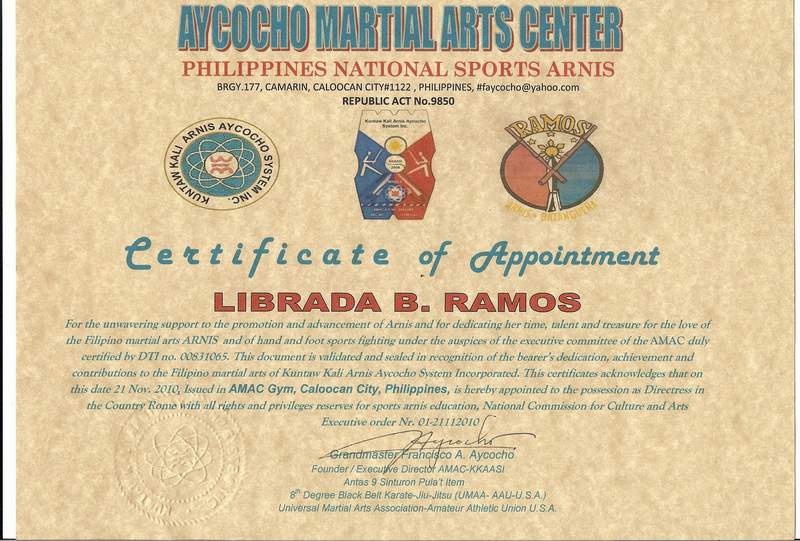 AYCOCHO MARTIAL ARTS CENTER
PHILIPPINES NATIONAL SPORTS ARNIS
BRGY.177, CAMARIN, CALOOCAN CITY#1122 , PHILIPPINES, #faycocho@yahoo.com
REPUBLIC ACT No.9850
KUNTAW KALI ARNIS AYCOCHO SYSTEM INC.
Kuntaw Kali Arnis Aycocho
System Inc.
RAMOS
ARNIS
Certificate of Appointment
LIBRADA B. RAMOS
For the unwavering support to the promotion and advancement of Arnis and for dedicating her time, talent and treasure for the love of
the Filipino martial arts ARNIS and of hand and foot sports fighting under the auspices of the executive committee of the AMAC duly
certified by DTI no. 00831065. This document is validated and sealed in recognition of the bearer's dedication, achievement and
contributions to the Filipino martial arts of Kuntaw Kali Arnis Aycocho System Incorporated. This certificates acknowledges that on
this date 21 Nov. 2010, Issued in AMAC Gym, Caloocan City, Philippines, is hereby appointed to the possession as Directress in
the Country Rome with all rights and privileges reserves for sports arnis education, National Commission for Culture and Arts
Executive order Nr. 01-21112010
Aycocho
Grandmaster Francisco A. Aycocho
Founder / Executive Director AMAC-KKAASI
Antas 9 Sinturon Pula't Item
8th Degree Black Belt Karate-Jiu-Jitsu (UMAA- AAU-U.S.A.)
Universal Martial Arts Association-Amateur Athletic Union U.S.A.